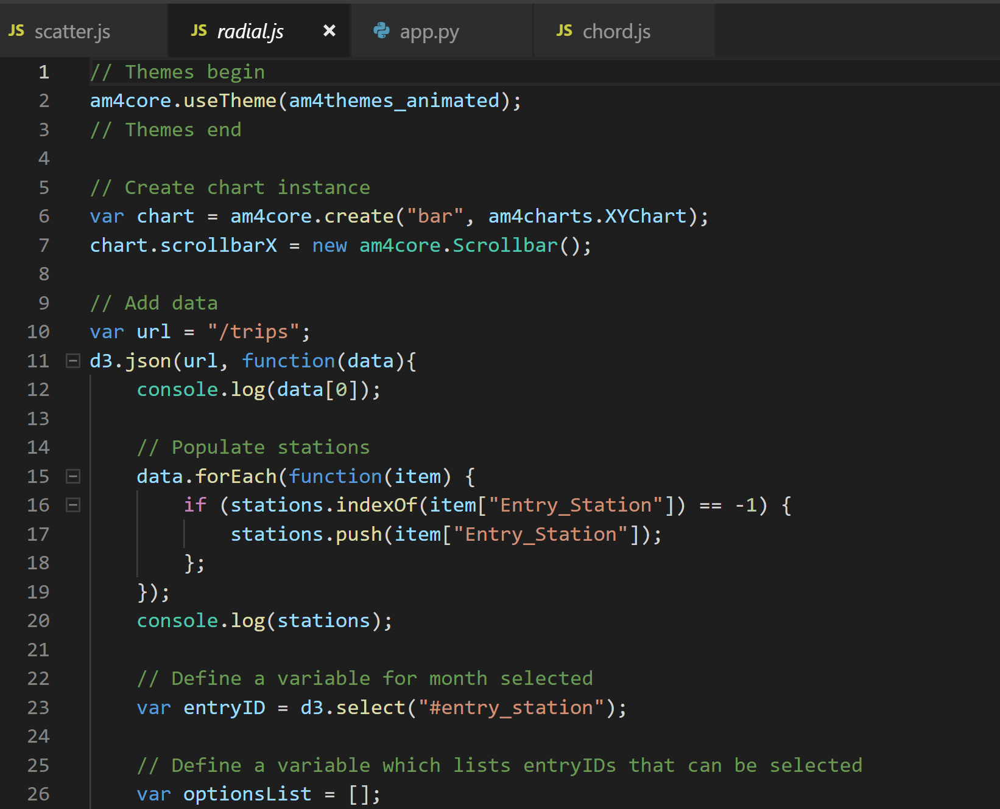 JS scatter.js JS radial.js × app.py JS chord.js
1 // Themes begin
2 am4core.useTheme(am4themes_animated);
3 // Themes end
4
5 // Create chart instance
6 var chart = am4core.create("bar", am4charts.XYChart);
7 chart.scrollbarX = new am4core.Scrollbar();
8
9 // Add data
10 var url = "/trips";
11 d3.json(url, function(data){
12     console.log(data[0]);
13
14     // Populate stations
15     data.forEach(function(item) {
16         if (stations.indexOf(item["Entry_Station"]) == -1) {
17             stations.push(item["Entry_Station"]);
18         };
19     });
20     console.log(stations);
21
22     // Define a variable for month selected
23     var entryID = d3.select("#entry_station");
24
25     // Define a variable which lists entryIDs that can be selected
26     var optionsList = [];